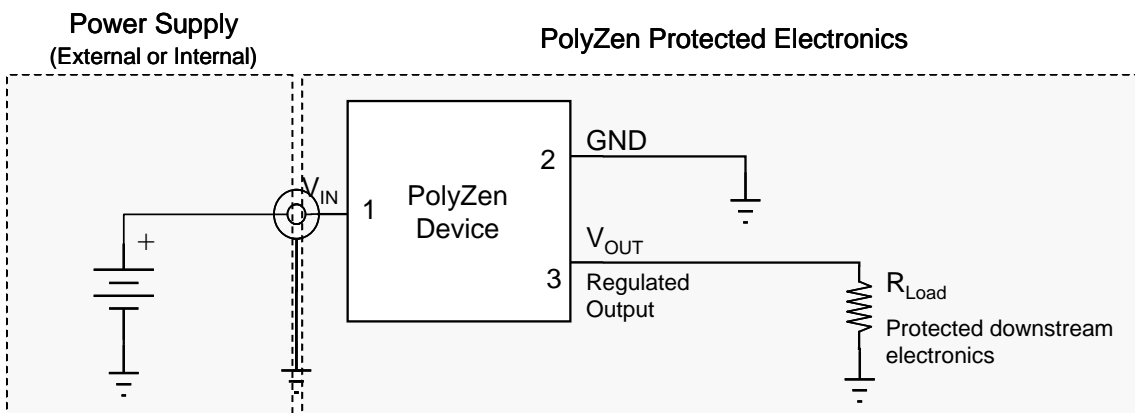 Power Supply
(External or Internal)
PolyZen Protected Electronics
+
VIN
1
PolyZen
Device
2
GND
3
VOUT
Regulated
Output
RLoad
Protected downstream
electronics